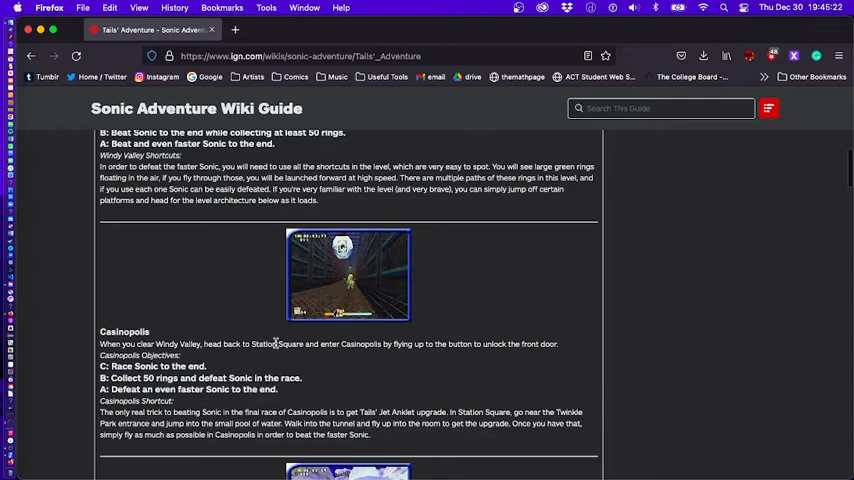 Firefox File Edit View History Bookmarks Tools Window Help Thu Dec 30 19:45:22
Tails' Adventure - Sonic Adventu
https://www.ign.com/wikis/sonic-adventure/Tails'_Adventure
48
Tumblr Home / Twitter Instagram Google Artists Comics Music Useful Tools email drive themathpage ACT Student Web S... The College Board -... Other Bookmarks
Sonic Adventure Wiki Guide
Search This Guide
B: Beat Sonic to the end while collecting at least 50 rings.
A: Beat and even faster Sonic to the end.
Windy Valley Shortcuts:
In order to defeat the faster Sonic, you will need to use all the shortcuts in the level, which are very easy to spot. You will see large green rings
floating in the air, if you fly through those, you will be launched forward at high speed. There are multiple paths of these rings in this level, and
if you use each one Sonic can be easily defeated. If you're very familiar with the level (and very brave), you can simply jump off certain
platforms and head for the level architecture below as it loads.
Casinopolis
When you clear Windy Valley, head back to Station Square and enter Casinopolis by flying up to the button to unlock the front door.
Casinopolis Objectives:
C: Race Sonic to the end.
B: Collect 50 rings and defeat Sonic in the race.
A: Defeat an even faster Sonic to the end.
Casinopolis Shortcut:
The only real trick to beating Sonic in the final race of Casinopolis is to get Tails' Jet Anklet upgrade. In Station Square, go near the Twinkle
Park entrance and jump into the small pool of water. Walk into the tunnel and fly up into the room to get the upgrade. Once you have that,
simply fly as much as possible in Casinopolis in order to beat the faster Sonic.